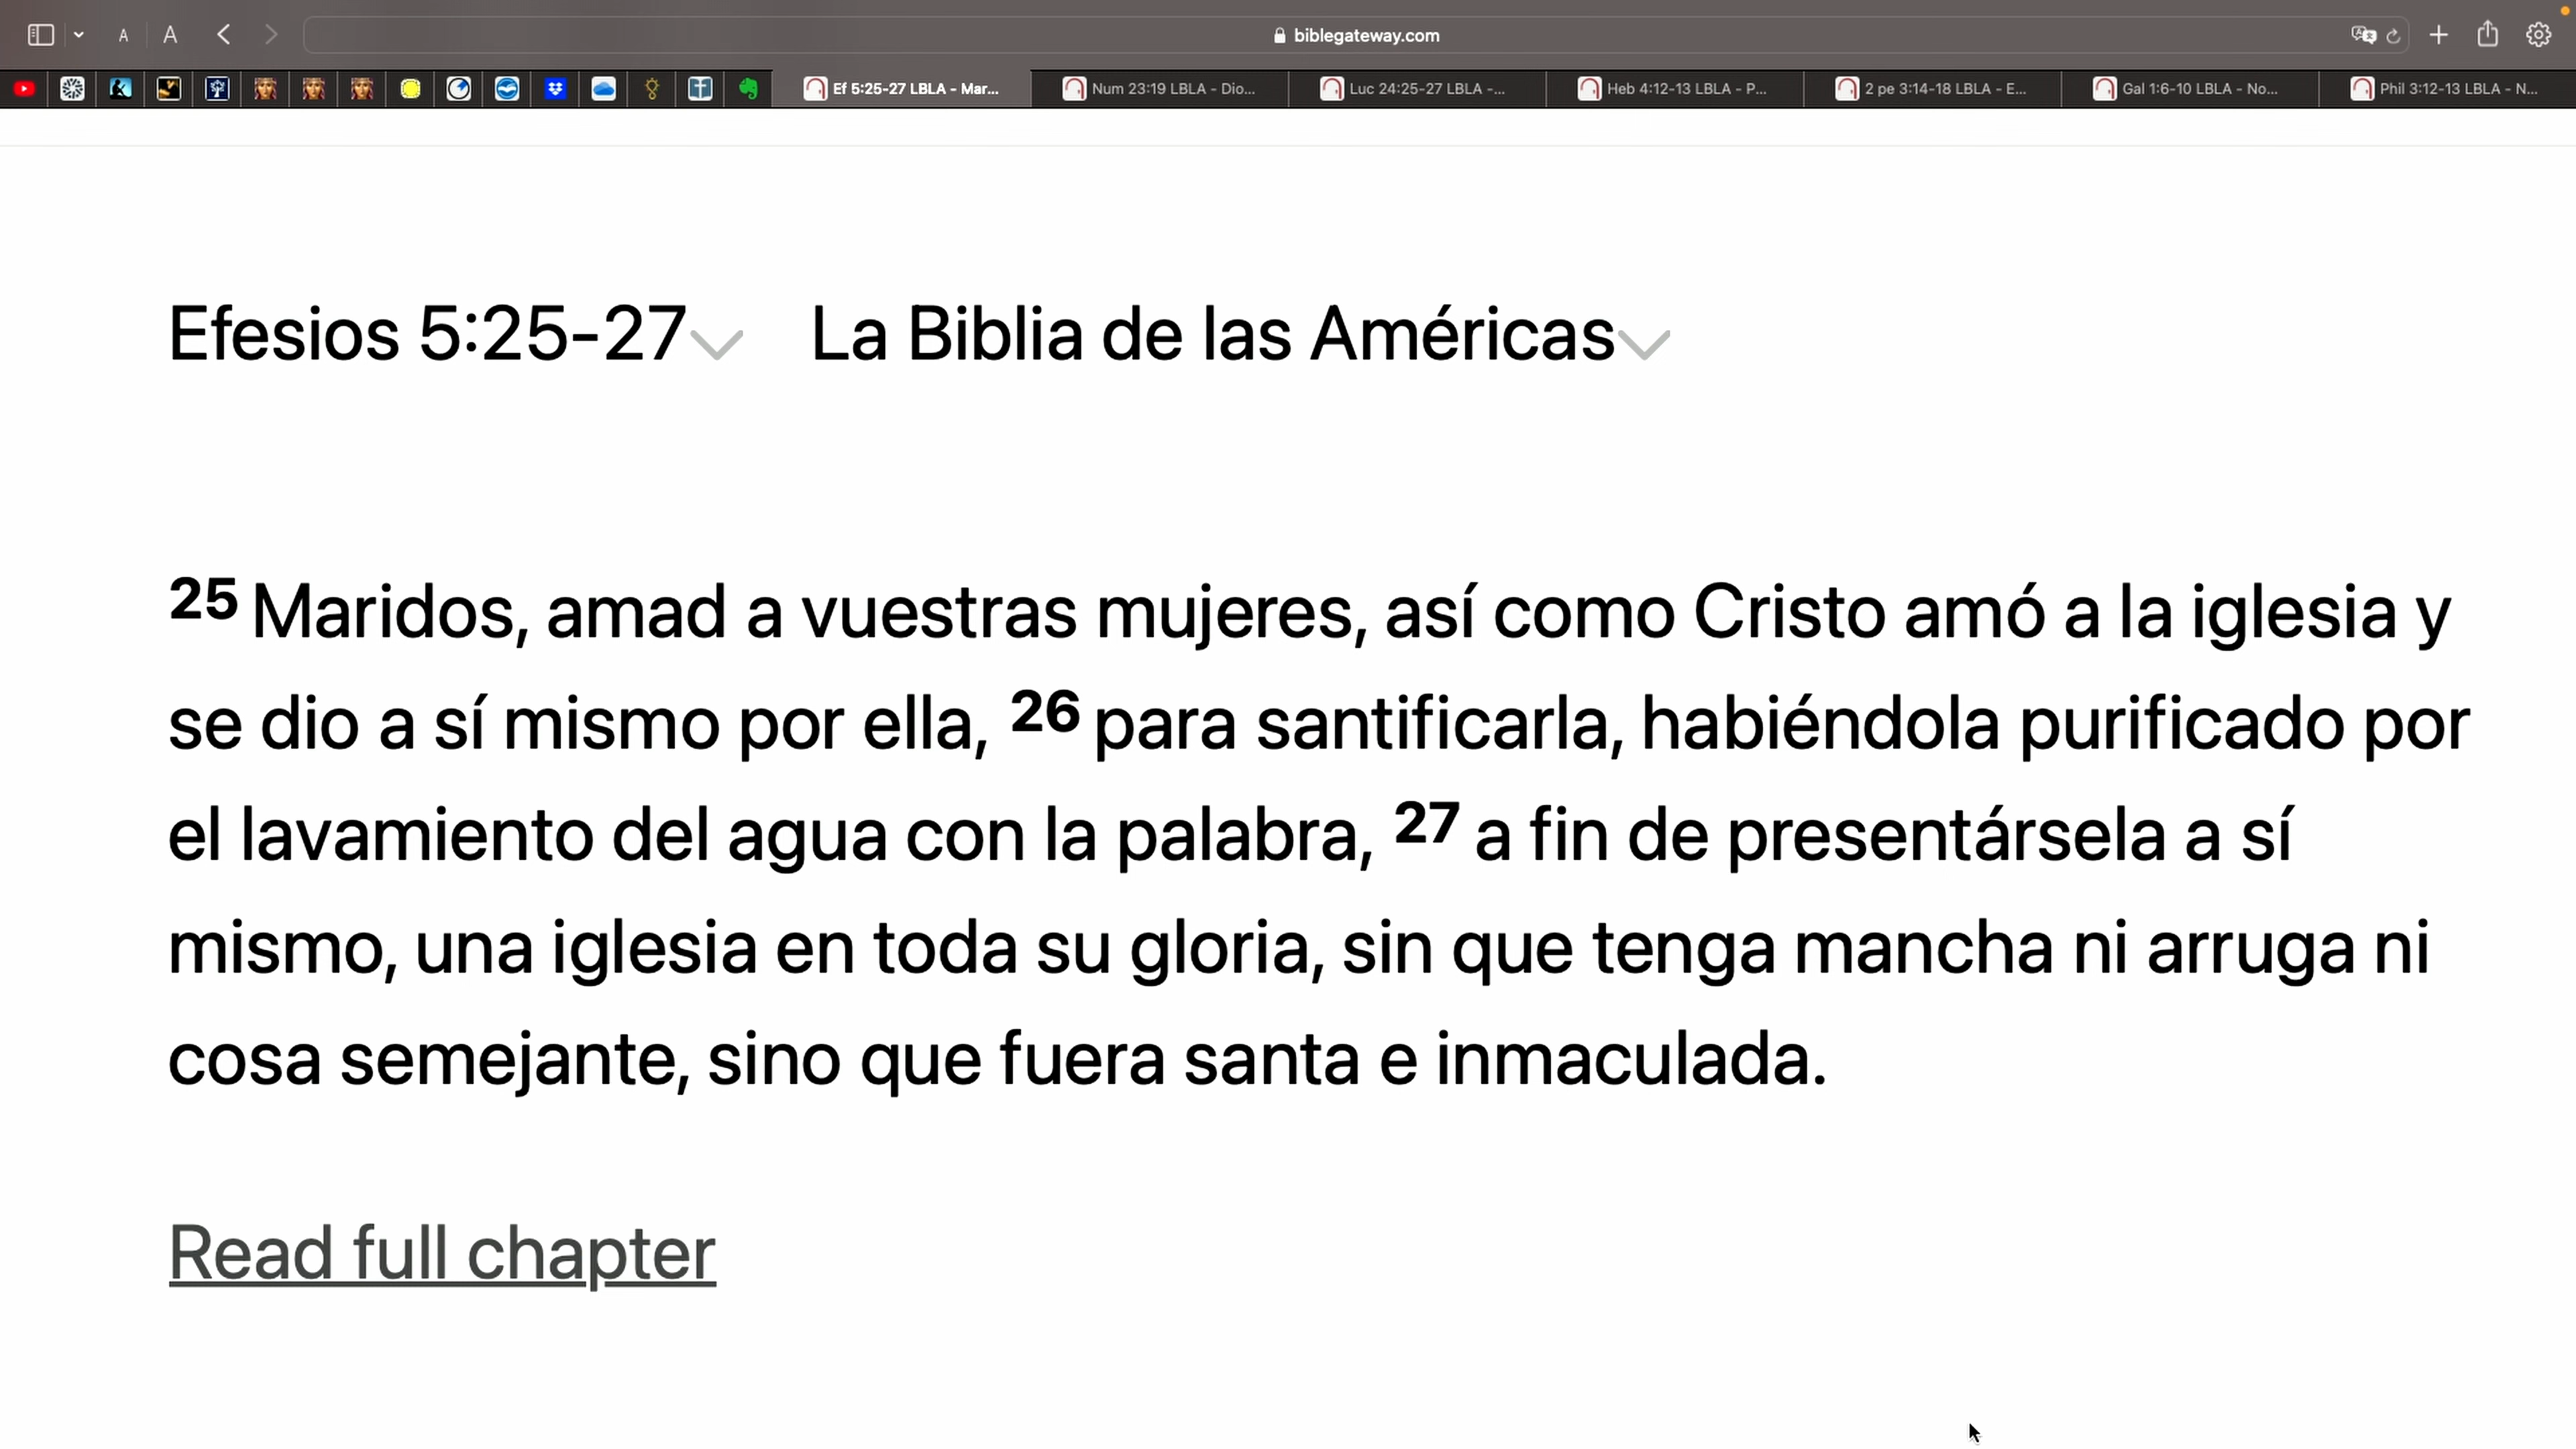 A A biblegateway.com
Ef 5:25-27 LBLA - Mar... Num 23:19 LBLA - Dio... Luc 24:25-27 LBLA -... Heb 4:12-13 LBLA - P... 2 pe 3:14-18 LBLA - E... Gal 1:6-10 LBLA - No... Phil 3:12-13 LBLA - N...
Efesios 5:25-27 La Biblia de las Américas
25 Maridos, amad a vuestras mujeres, así como Cristo amó a la iglesia y
se dio a sí mismo por ella, 26 para santificarla, habiéndola purificado por
el lavamiento del agua con la palabra, 27 a fin de presentársela a sí
mismo, una iglesia en toda su gloria, sin que tenga mancha ni arruga ni
cosa semejante, sino que fuera santa e inmaculada.
Read full chapter